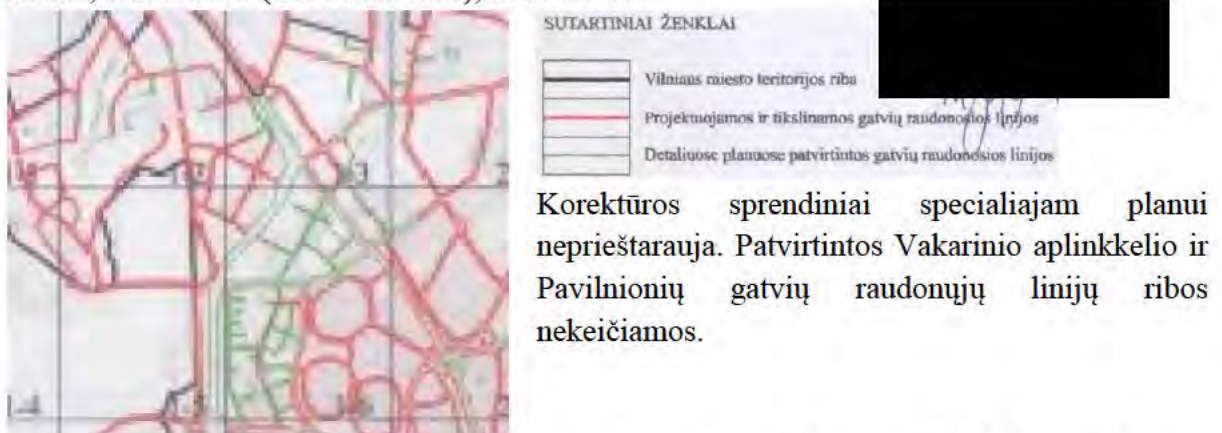 SUTARTINIAI ŽENKLAI
Vilniaus miesto teritorijos riba
Projektuojamos ir tikslinamos gatvių raudonosios linijos
Detaliuose planuose patvirtintos gatvių raudonosios linijos
Korektūros sprendiniai specialiajam planui
neprieštarauja. Patvirtintos Vakarinio aplinkkelio ir
Pavilnionių gatvių raudonųjų linijų ribos
nekeičiamos.